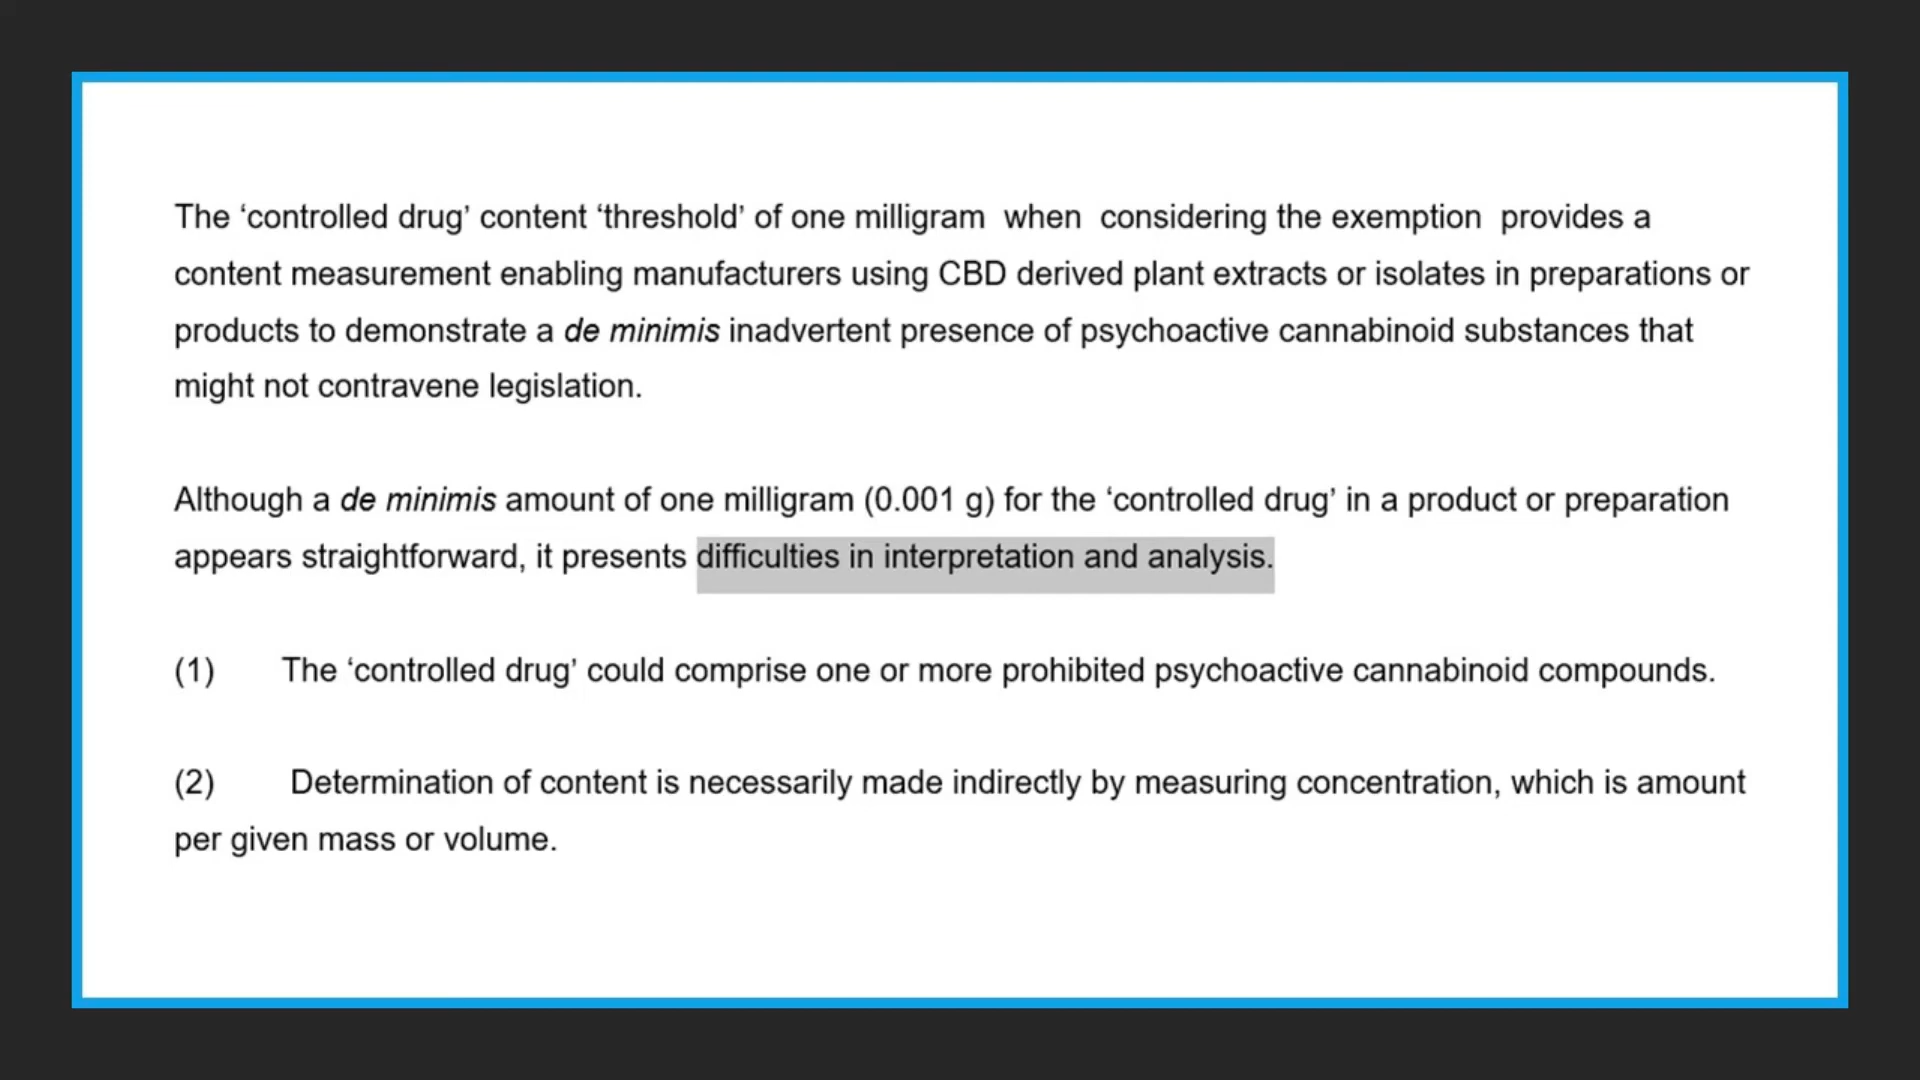 The ‘controlled drug’ content ‘threshold’ of one milligram when considering the exemption provides a
content measurement enabling manufacturers using CBD derived plant extracts or isolates in preparations or
products to demonstrate a de minimis inadvertent presence of psychoactive cannabinoid substances that
might not contravene legislation.
Although a de minimis amount of one milligram (0.001 g) for the ‘controlled drug’ in a product or preparation
appears straightforward, it presents difficulties in interpretation and analysis.
(1) The ‘controlled drug’ could comprise one or more prohibited psychoactive cannabinoid compounds.
(2) Determination of content is necessarily made indirectly by measuring concentration, which is amount
per given mass or volume.